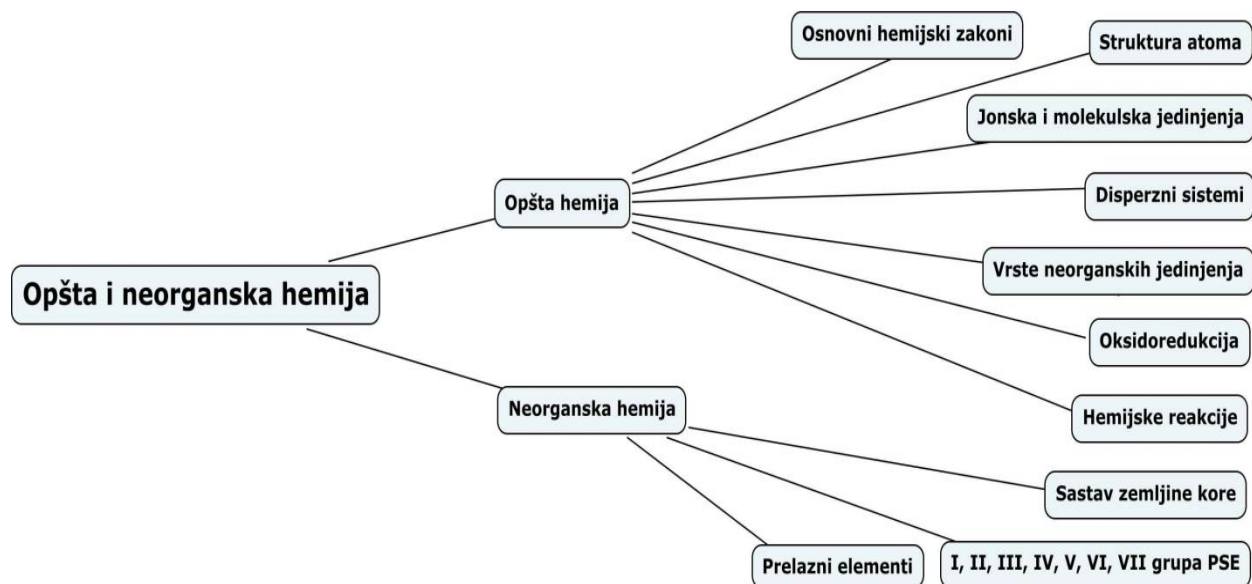 Opšta i neorganska hemija
Opšta hemija
Osnovni hemijski zakoni
Struktura atoma
Jonska i molekulska jedinjenja
Disperzni sistemi
Vrste neorganskih jedinjenja
Oksidoredukcija
Hemijske reakcije
Neorganska hemija
Sastav zemljine kore
I, II, III, IV, V, VI, VII grupa PSE
Prelazni elementi